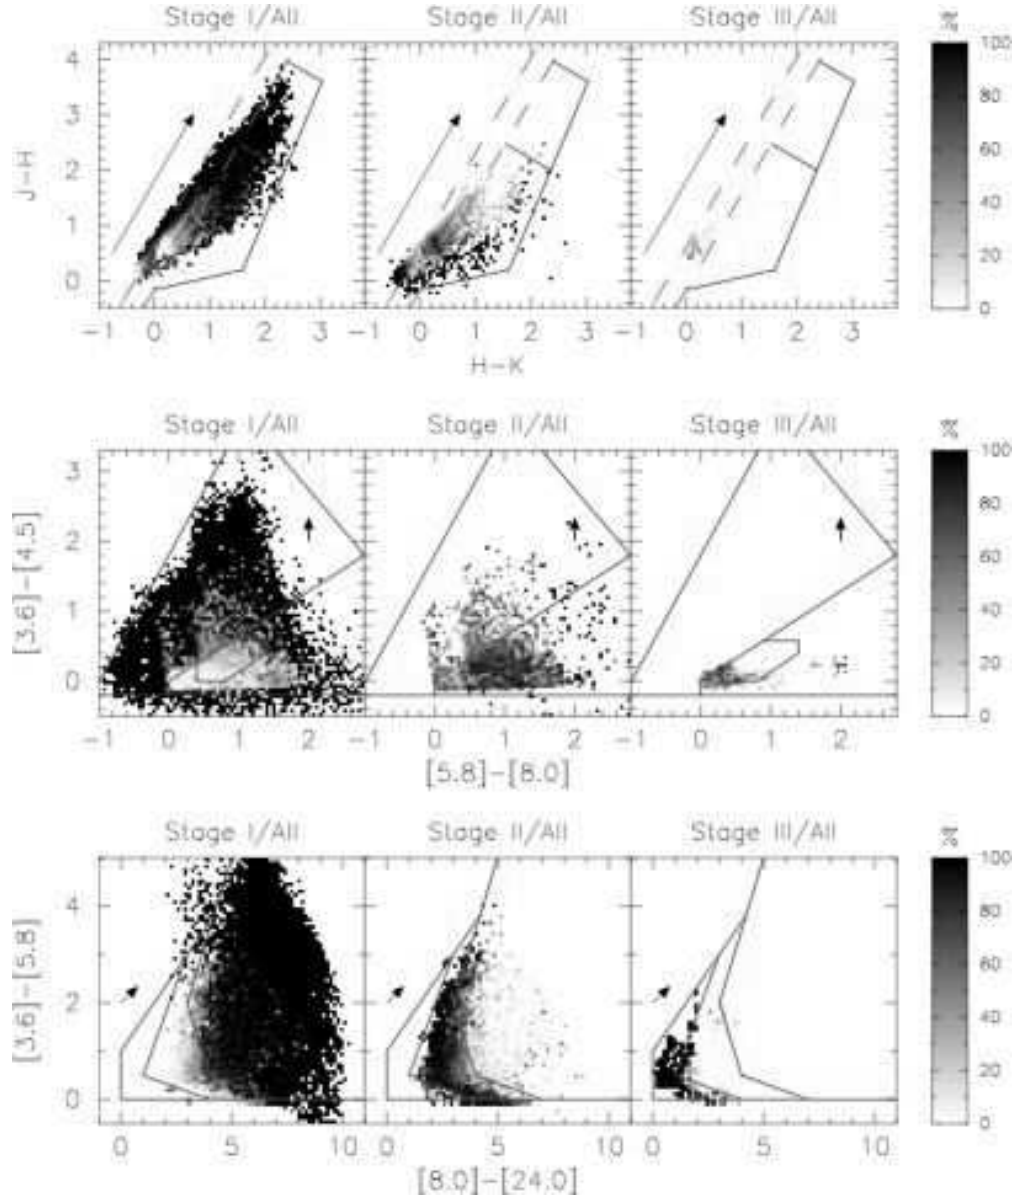 Stage I/All Stage II/All Stage III/All %
4 3 2 1 0
J-H
100 80 60 40 20 0
-1 0 1 2 3 0 1 2 3 0 1 2 3
H-K
Stage I/All Stage II/All Stage III/All %
3 2 1 0
[3.6]-[4.5]
100 80 60 40 20 0
-1 0 1 2 0 1 2 -1 0 1 2
[5.8]-[8.0]
Stage I/All Stage II/All Stage III/All %
4 2 0
[3.6]-[5.8]
100 80 60 40 20 0
0 5 10 0 5 10 0 5 10
[8.0]-[24.0]